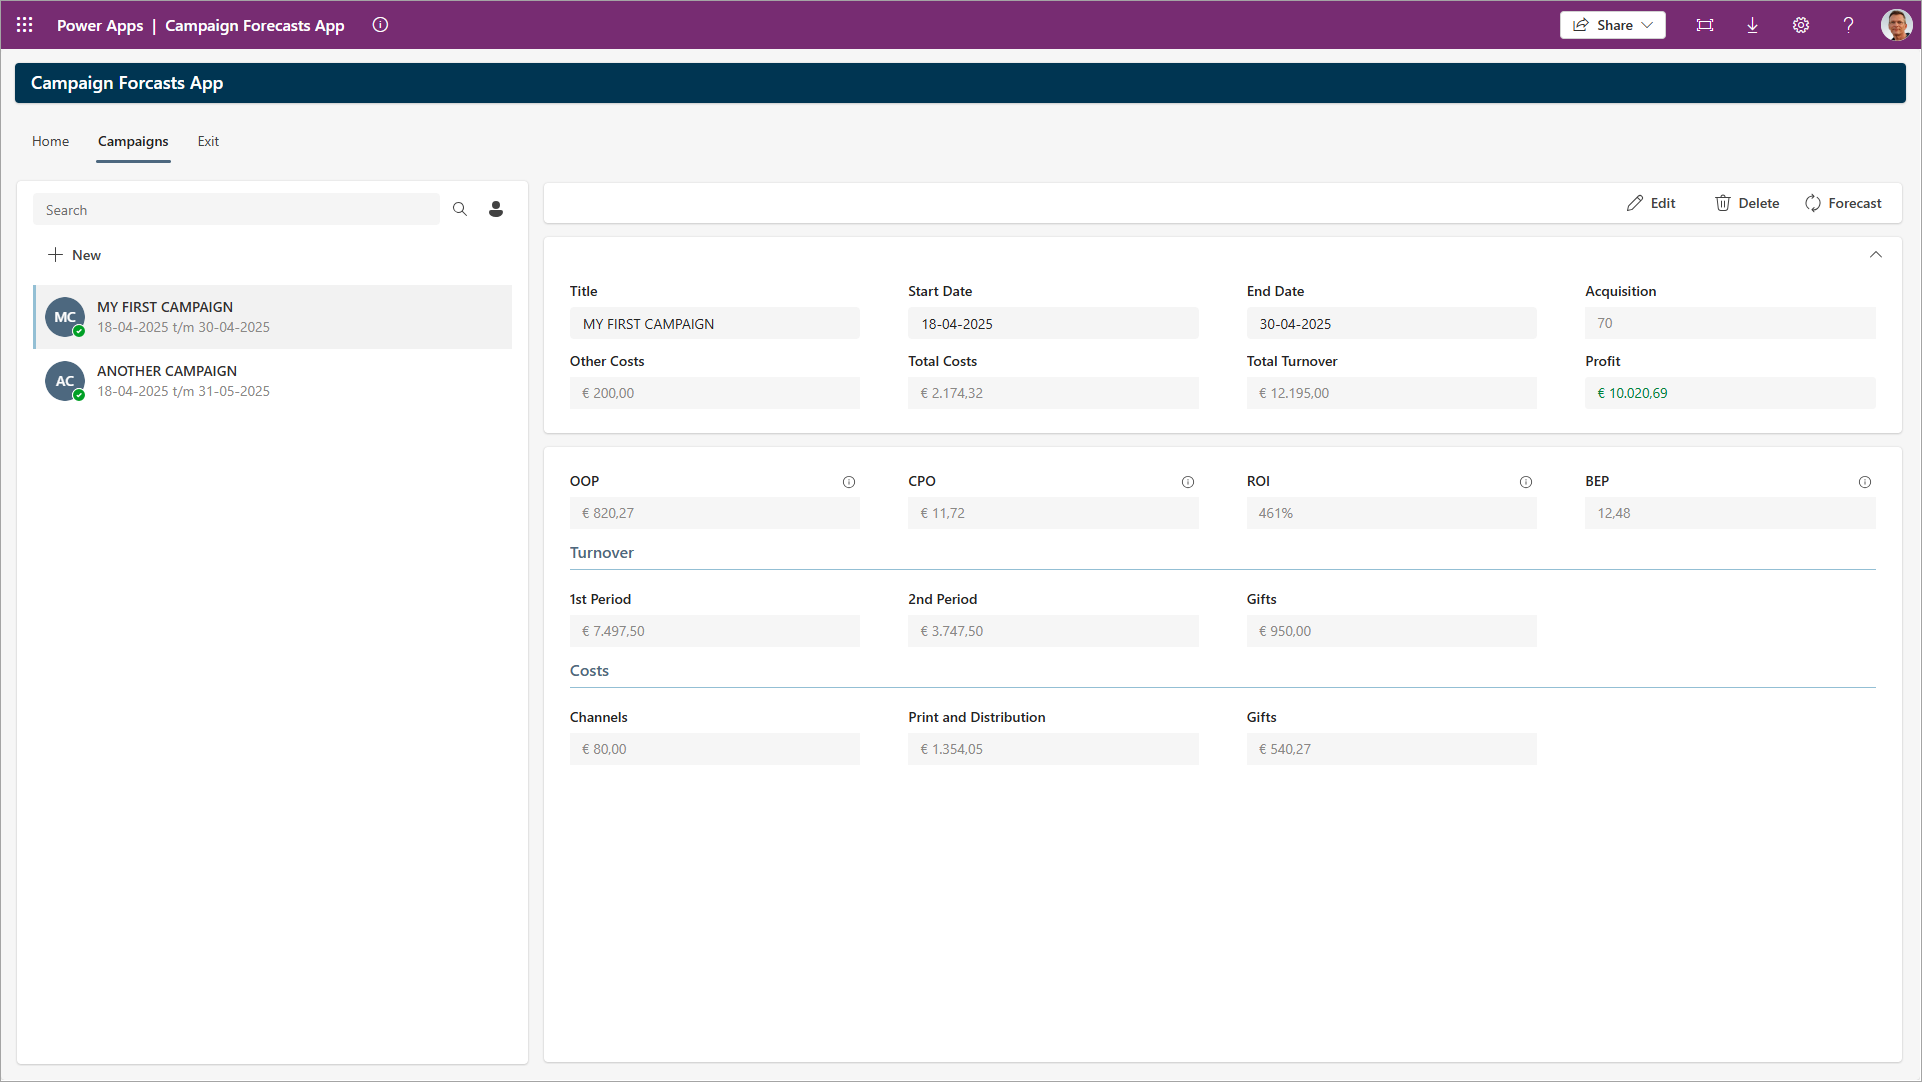 Power Apps | Campaign Forecasts App
Share
Campaign Forcasts App
Home Campaigns Exit
Search
New
MC
MY FIRST CAMPAIGN
18-04-2025 t/m 30-04-2025
AC
ANOTHER CAMPAIGN
18-04-2025 t/m 31-05-2025
Edit Delete Forecast
Title Start Date End Date Acquisition
MY FIRST CAMPAIGN 18-04-2025 30-04-2025 70
Other Costs Total Costs Total Turnover Profit
€ 200,00 € 2.174,32 € 12.195,00 € 10.020,69
OOP CPO ROI BEP
€ 820,27 € 11,72 461% 12,48
Turnover
1st Period 2nd Period Gifts
€ 7.497,50 € 3.747,50 € 950,00
Costs
Channels Print and Distribution Gifts
€ 80,00 € 1.354,05 € 540,27